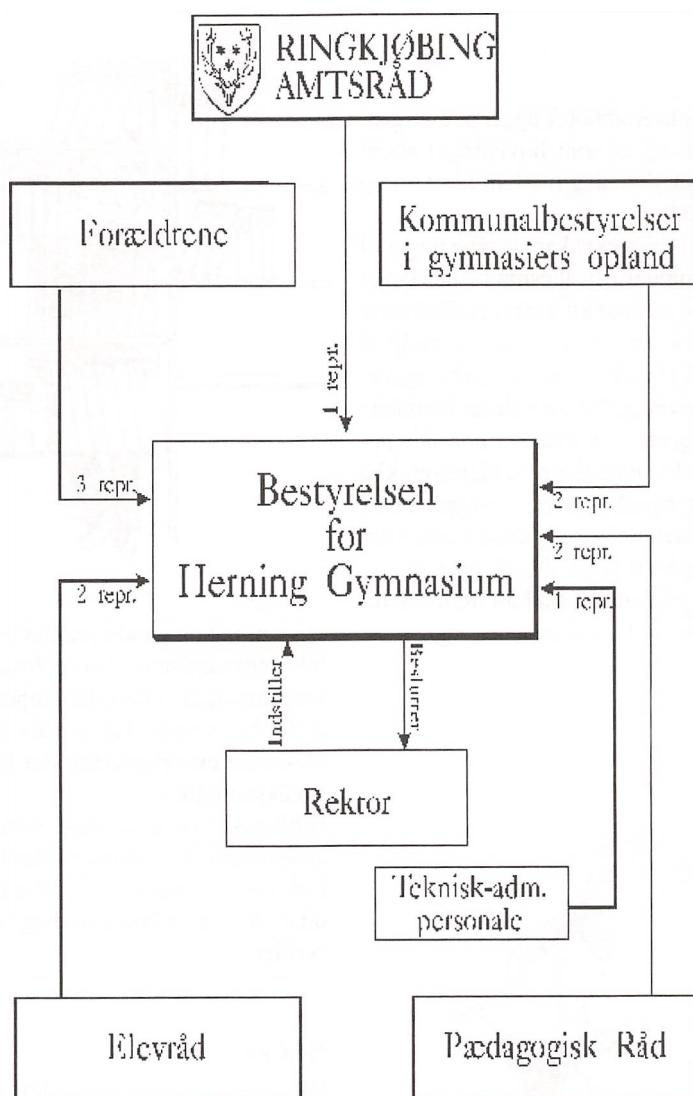 RINGKJØBING
AMTSRÅD
Forældrene
Kommunalbestyrelser
i gymnasiets opland
1 repr.
3 repr.
Bestyrelsen
for
Herning Gymnasium
2 repr.
2 repr.
1 repr.
2 repr.
Indstiller
Beslutter
Rektor
Teknisk-adm.
personale
Elevråd
Pædagogisk Råd